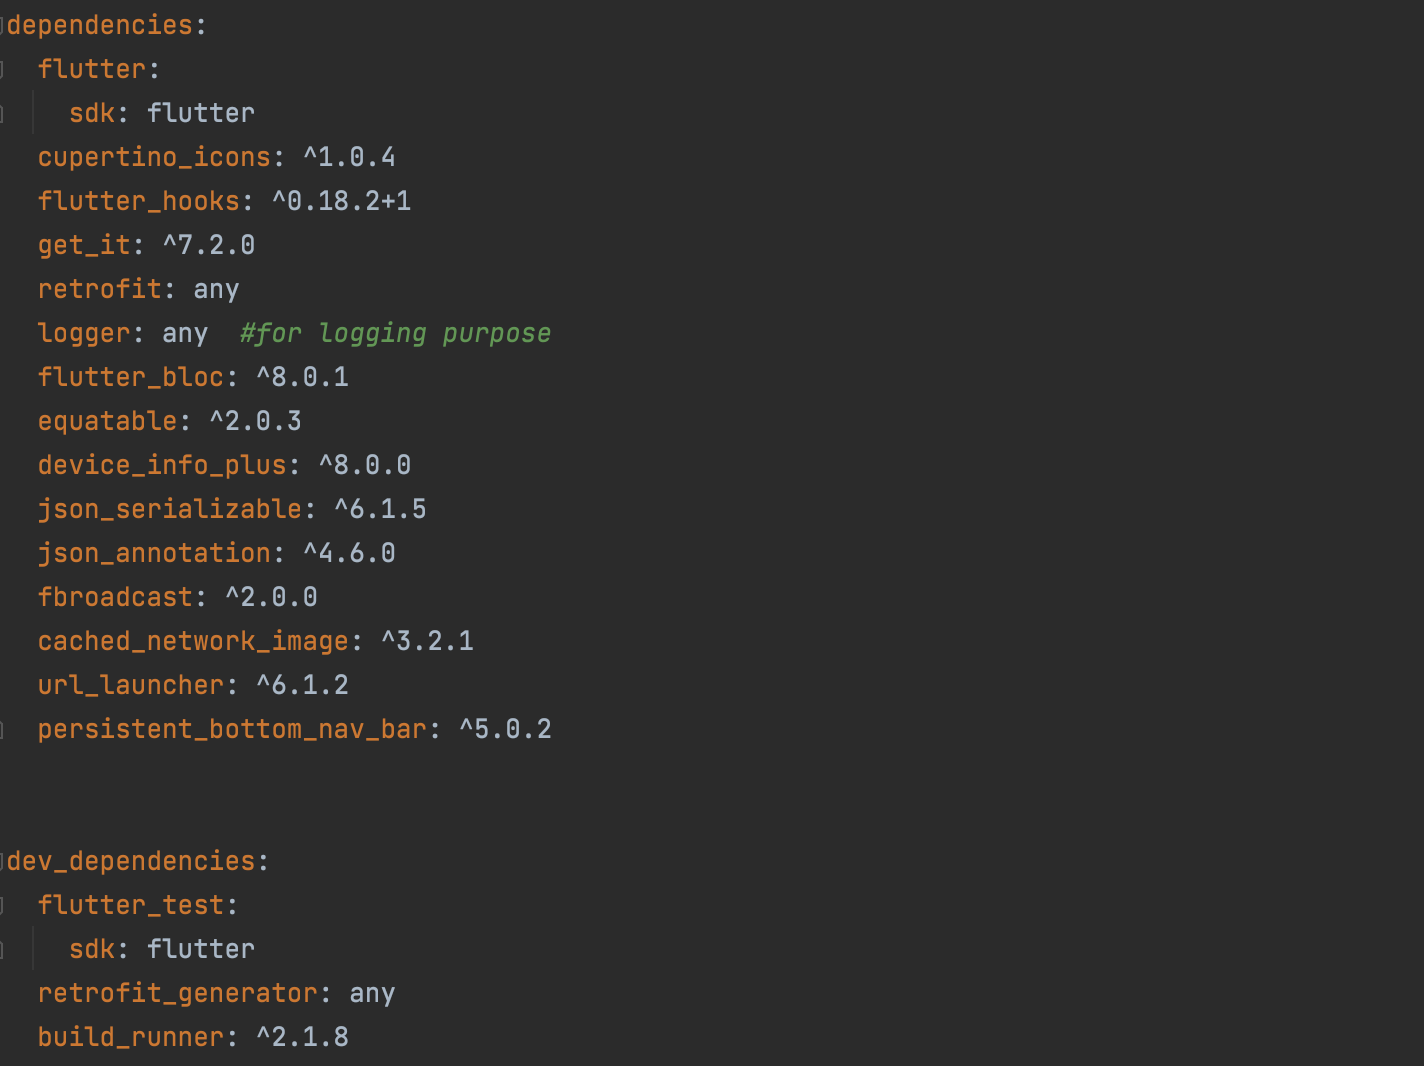 dependencies:
  flutter:
    sdk: flutter
  cupertino_icons: ^1.0.4
  flutter_hooks: ^0.18.2+1
  get_it: ^7.2.0
  retrofit: any
  logger: any  #for logging purpose
  flutter_bloc: ^8.0.1
  equatable: ^2.0.3
  device_info_plus: ^8.0.0
  json_serializable: ^6.1.5
  json_annotation: ^4.6.0
  fbroadcast: ^2.0.0
  cached_network_image: ^3.2.1
  url_launcher: ^6.1.2
  persistent_bottom_nav_bar: ^5.0.2
dev_dependencies:
  flutter_test:
    sdk: flutter
  retrofit_generator: any
  build_runner: ^2.1.8